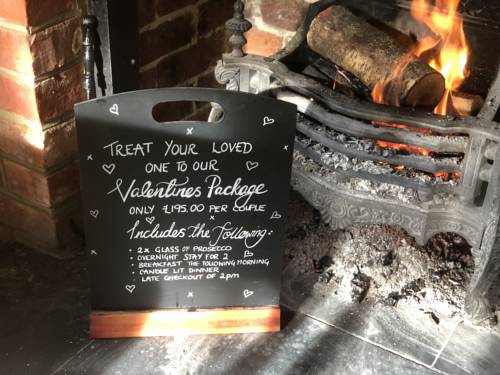 TREAT YOUR LOVED
ONE TO OUR
Valentines Package
ONLY £195.00 PER COUPLE
Includes the following:
• 2x GLASS OF PROSECCO
• OVERNIGHT STAY FOR 2
• BREAKFAST THE FOLLOWING MORNING
• CANDLE LIT DINNER
• LATE CHECKOUT OF 2pm